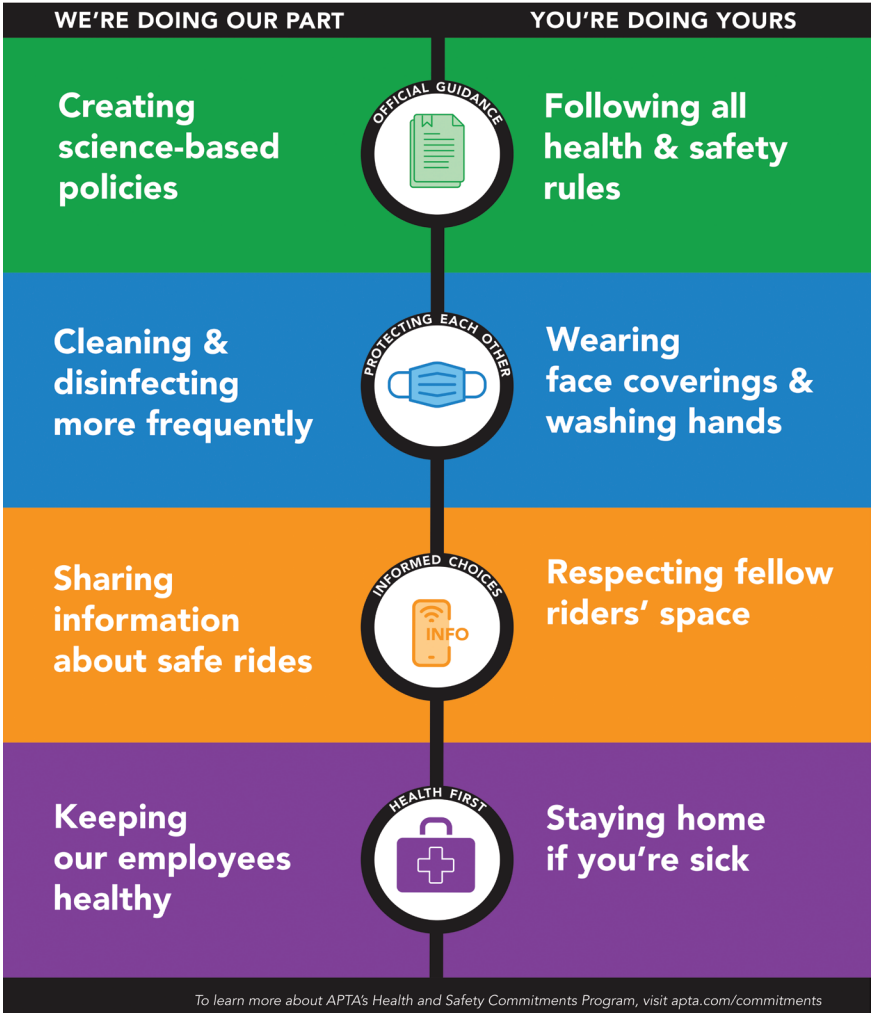 WE'RE DOING OUR PART
YOU'RE DOING YOURS
OFFICIAL GUIDANCE
Creating
science-based
policies
Following all
health & safety
rules
PROTECTING EACH OTHER
Cleaning &
disinfecting
more frequently
Wearing
face coverings &
washing hands
INFORMED CHOICES
Sharing
information
about safe rides
INFO
Respecting fellow
riders' space
HEALTH FIRST
Keeping
our employees
healthy
Staying home
if you're sick
To learn more about APTA's Health and Safety Commitments Program, visit apta.com/commitments